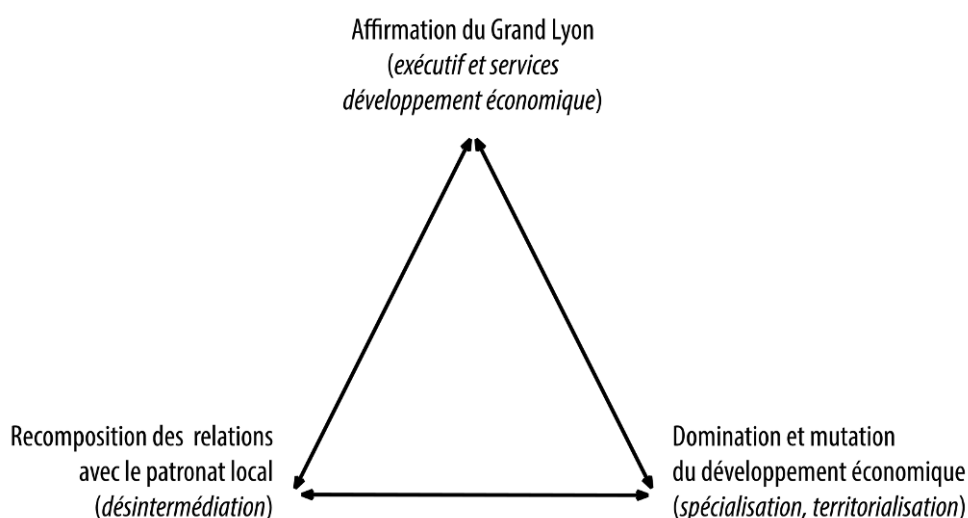 Affirmation du Grand Lyon
(exécutif et services
développement économique)
Recomposition des relations
avec le patronat local
(désintermédiation)
Domination et mutation
du développement économique
(spécialisation, territorialisation)